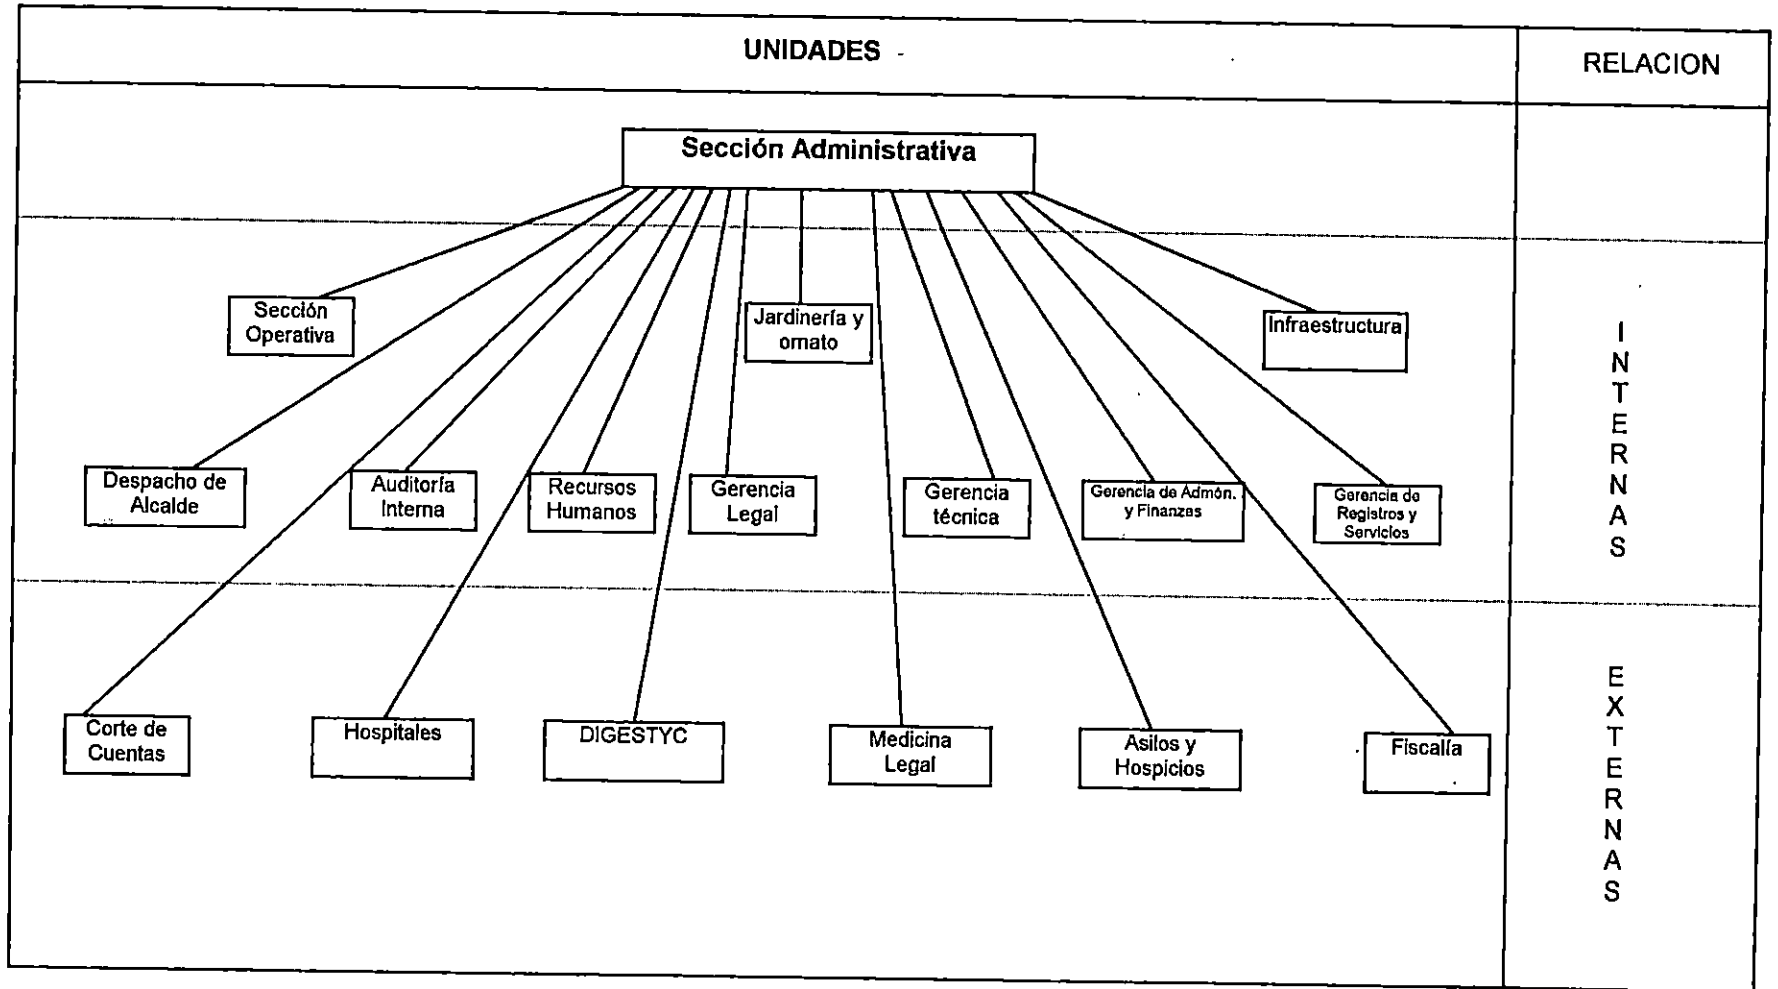 UNIDADES
RELACION
Sección Administrativa
Sección
Operativa
Jardinería y
ornato
Infraestructura
I
N
T
E
R
N
A
S
Despacho de
Alcalde
Auditoría
Interna
Recursos
Humanos
Gerencia
Legal
Gerencia
técnica
Gerencia de Admón.
y Finanzas
Gerencia de
Registros y
Servicios
Corte de
Cuentas
Hospitales
DIGESTYC
Medicina
Legal
Asilos y
Hospicios
Fiscalía
E
X
T
E
R
N
A
S